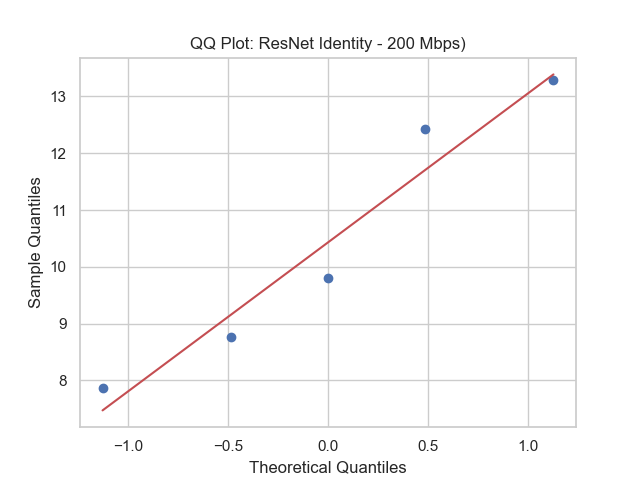 QQ Plot: ResNet Identity - 200 Mbps)
13
12
11
10
9
8
Sample Quantiles
−1.0 −0.5 0.0 0.5 1.0
Theoretical Quantiles